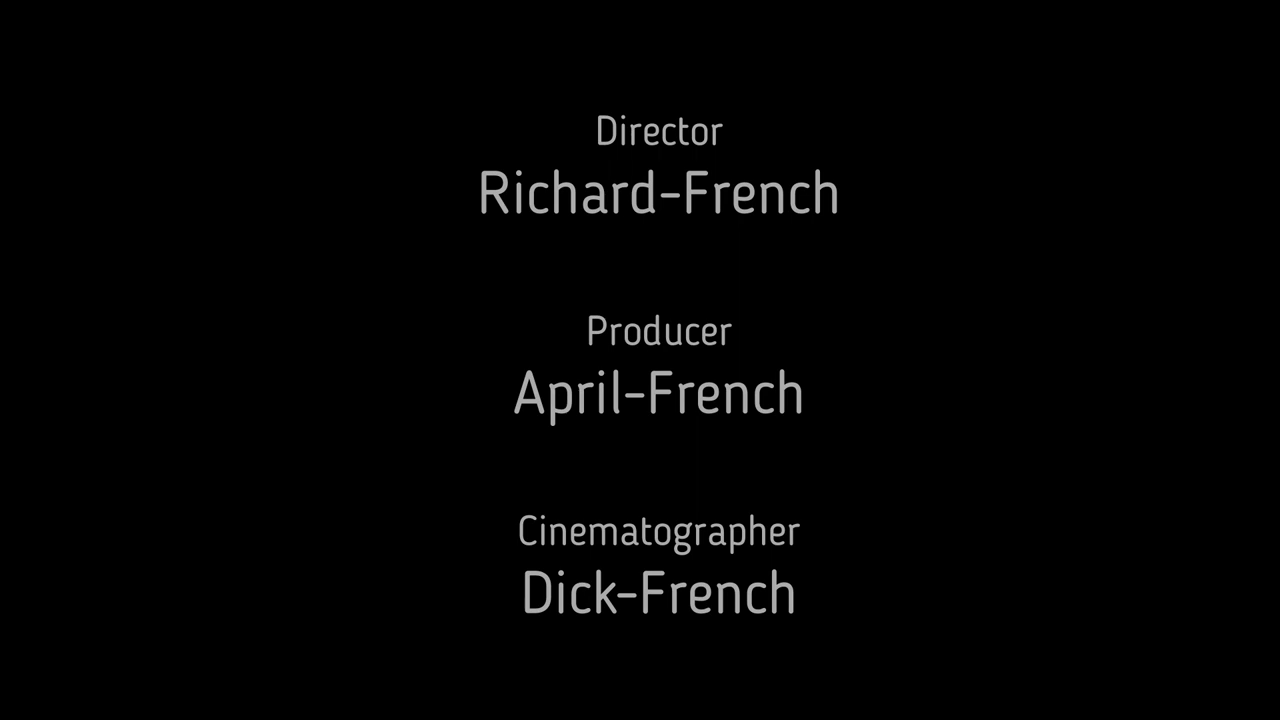 Director
Richard-French
Producer
April-French
Cinematographer
Dick-French